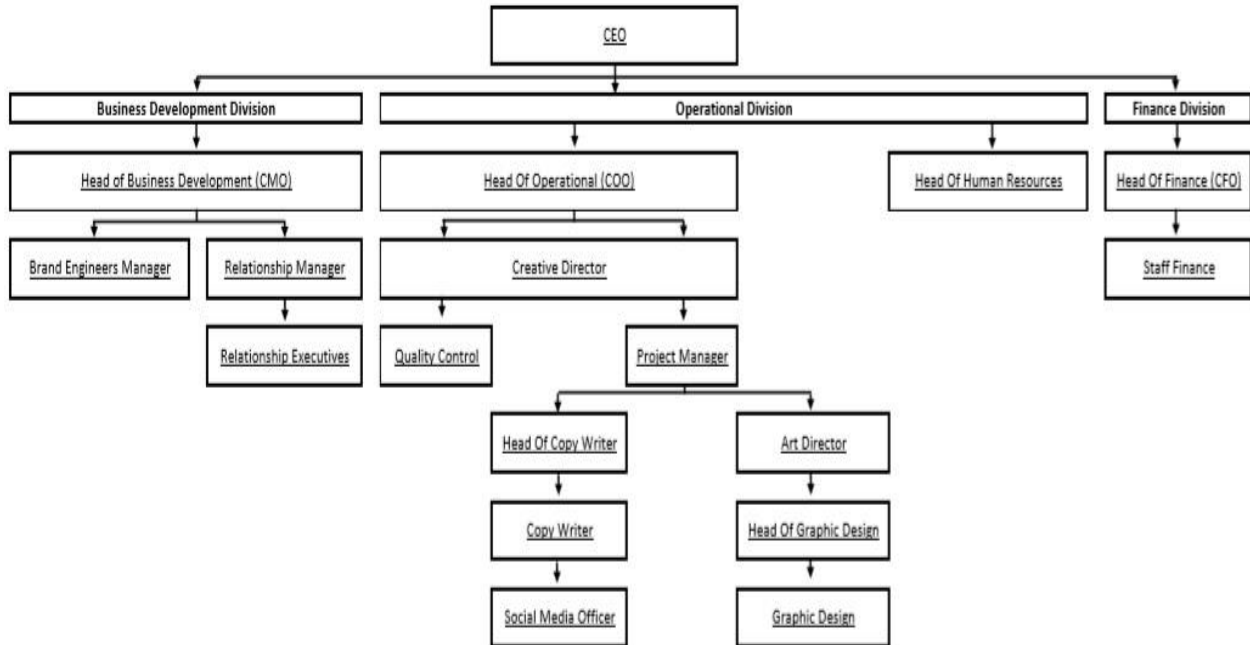 CEO
Business Development Division
Operational Division
Finance Division
Head of Business Development (CMO)
Head Of Operational (COO)
Head Of Human Resources
Head Of Finance (CFO)
Brand Engineers Manager
Relationship Manager
Creative Director
Staff Finance
Relationship Executives
Quality Control
Project Manager
Head Of Copy Writer
Art Director
Copy Writer
Head Of Graphic Design
Social Media Officer
Graphic Design